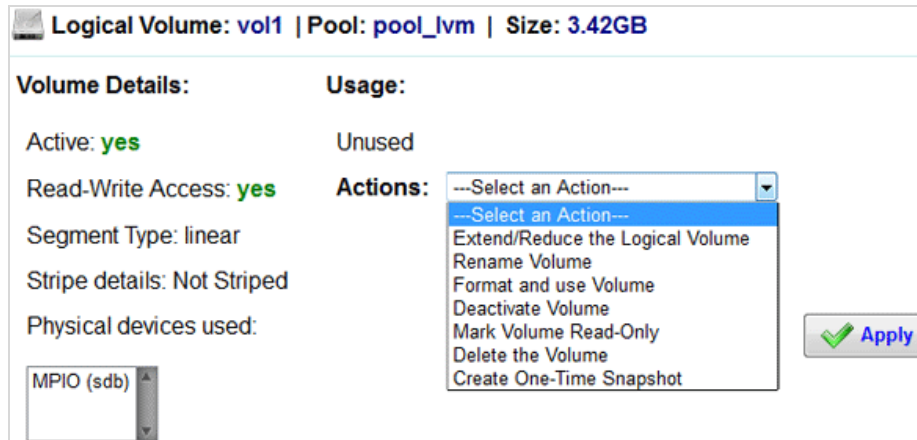 Logical Volume: vol1 | Pool: pool_lvm | Size: 3.42GB
Volume Details:
Usage:
Active: yes
Unused
Read-Write Access: yes
Actions:
---Select an Action---
---Select an Action---
Extend/Reduce the Logical Volume
Rename Volume
Format and use Volume
Deactivate Volume
Mark Volume Read-Only
Delete the Volume
Create One-Time Snapshot
Segment Type: linear
Stripe details: Not Striped
Physical devices used:
Apply
MPIO (sdb)